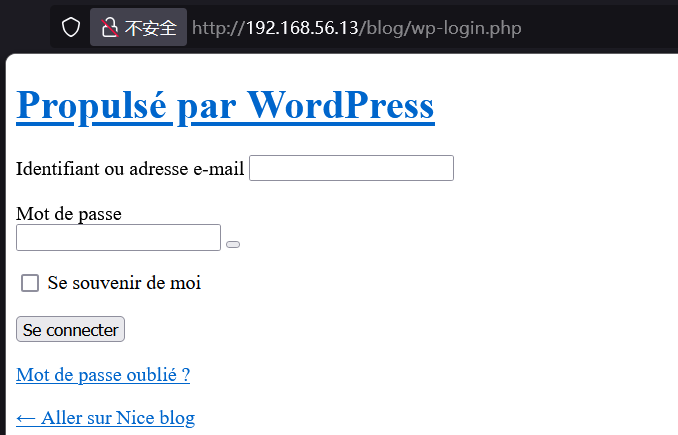 不安全 http://192.168.56.13/blog/wp-login.php
Propulsé par WordPress
Identifiant ou adresse e-mail
Mot de passe
Se souvenir de moi
Se connecter
Mot de passe oublié ?
← Aller sur Nice blog